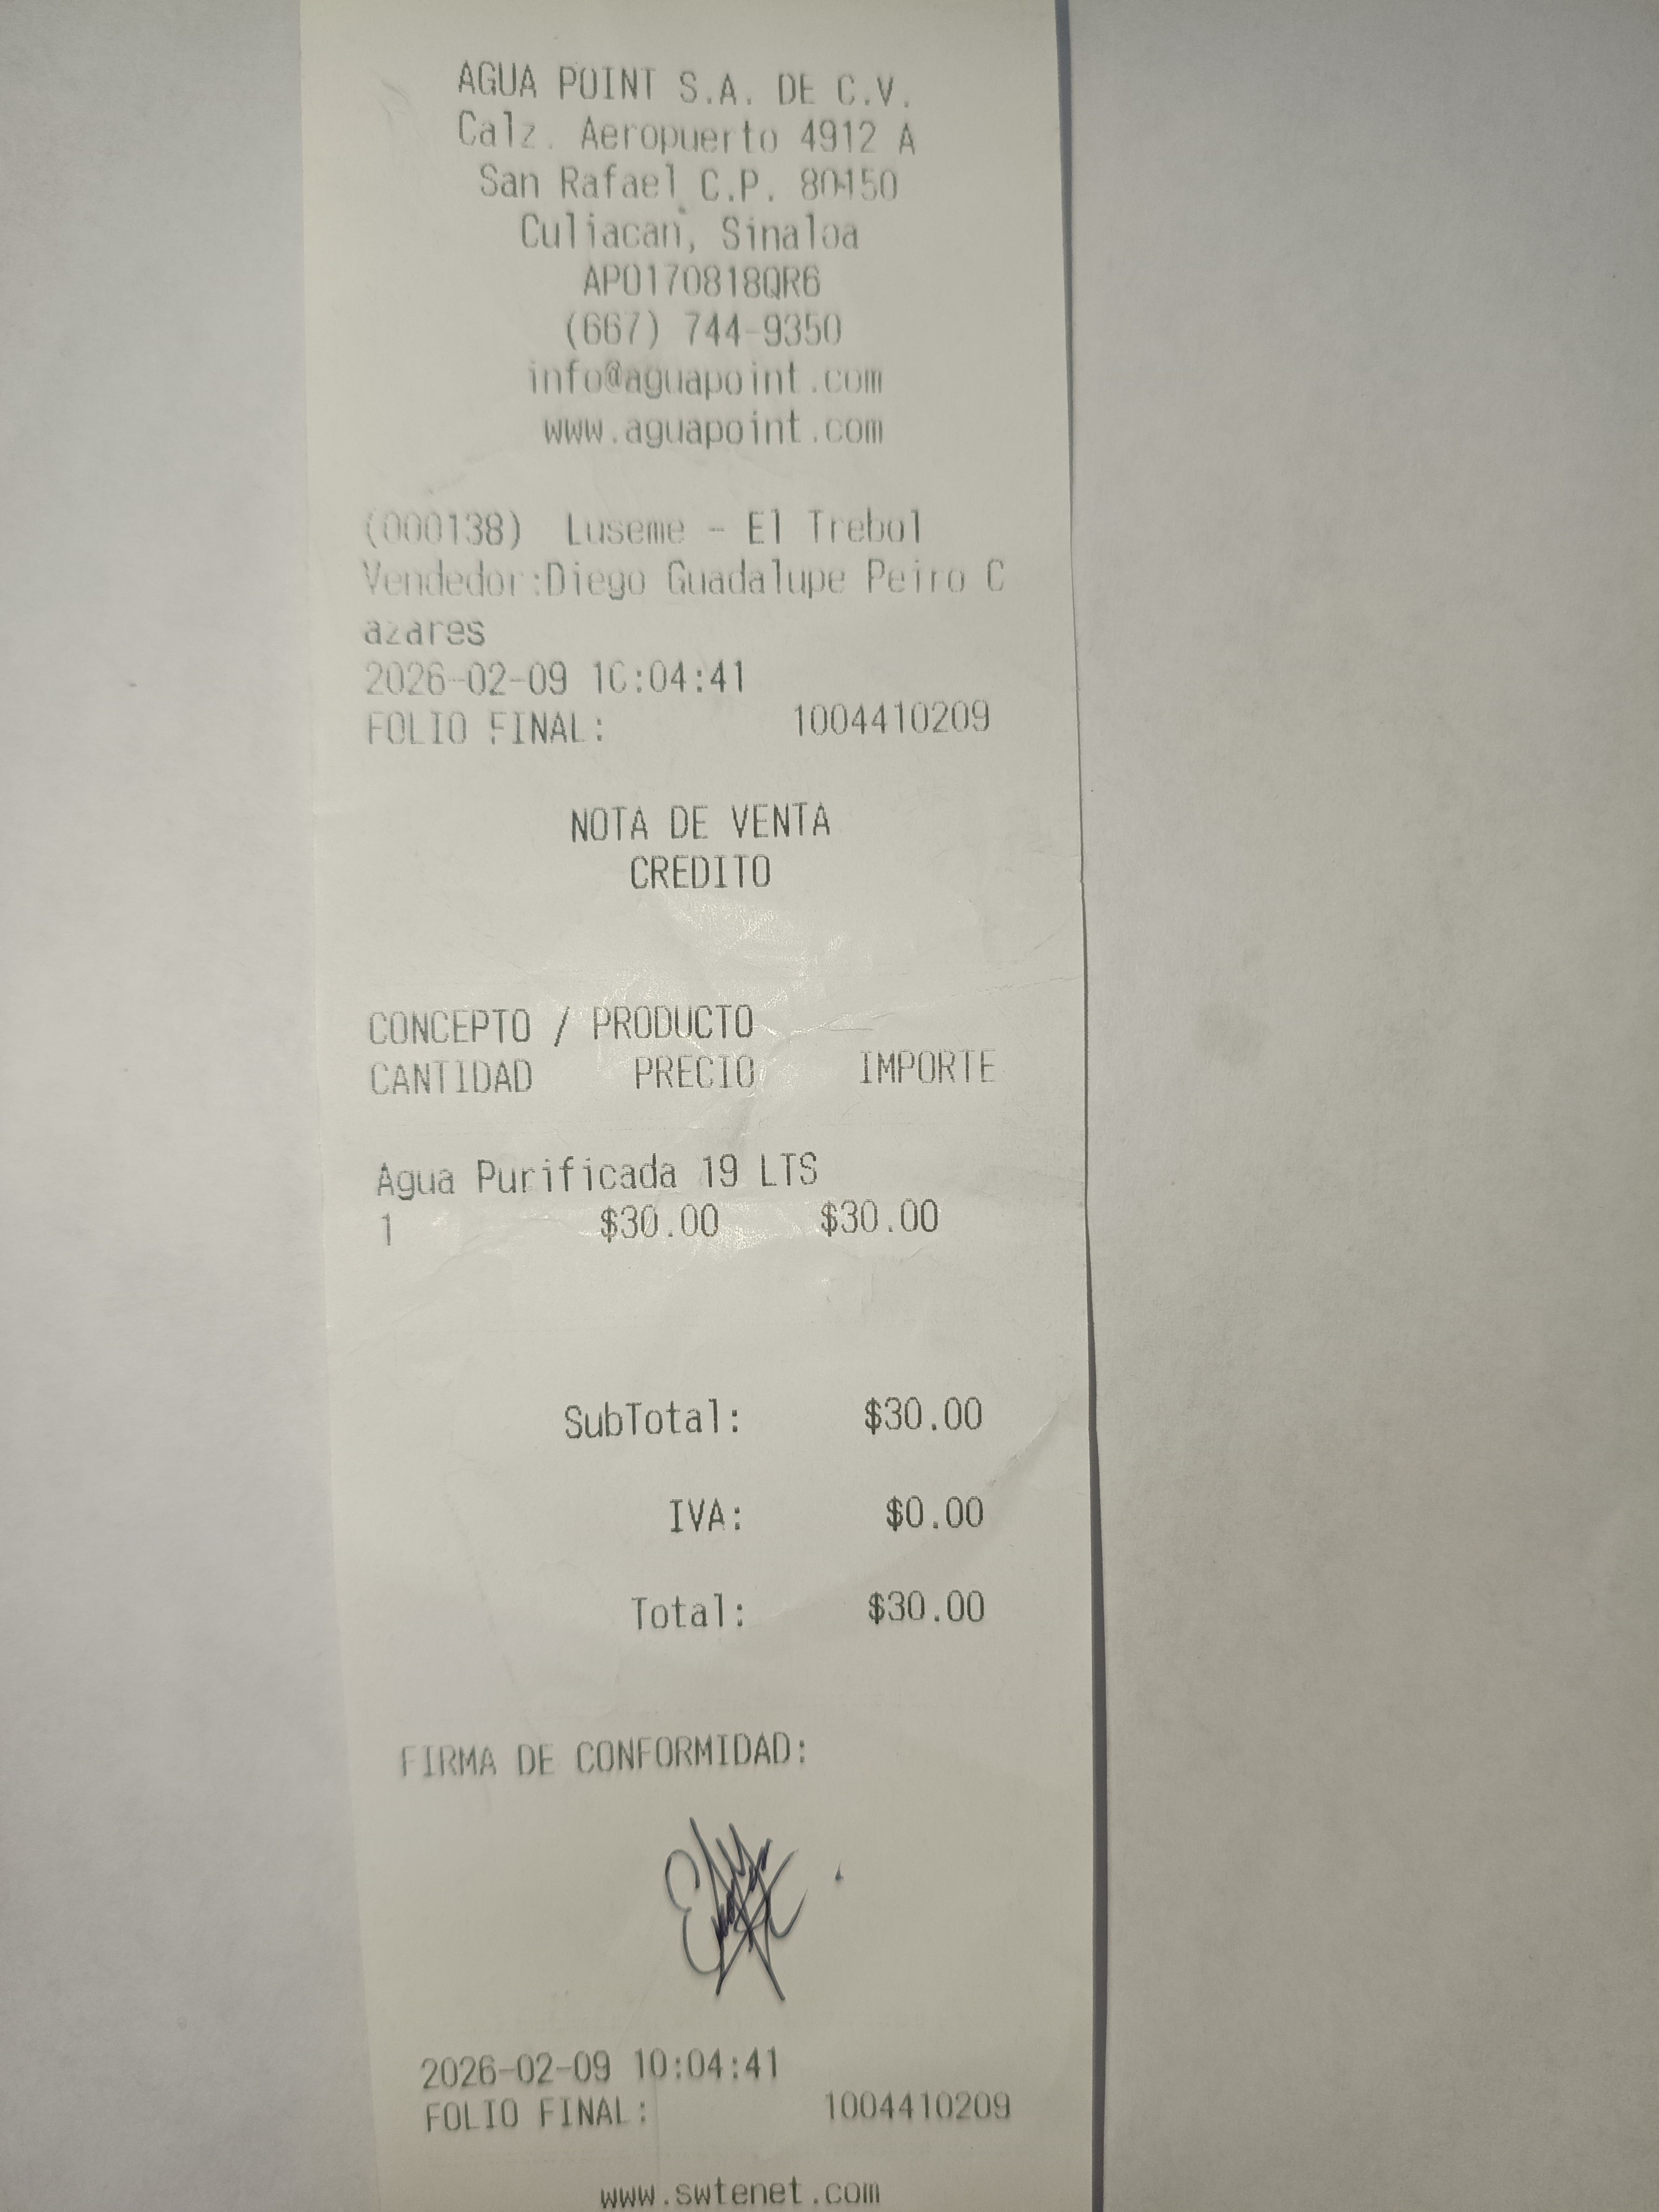 AGUA POINT S.A. DE C.V.
Calz. Aeropuerto 4912 A
San Rafael C.P. 80150
Culiacan, Sinaloa
APO170818QR6
(667) 744-9350
info@aguapoint.com
www.aguapoint.com
(000138) Luseme - El Trebol
Vendedor:Diego Guadalupe Peiro C
azares
2026-02-09 10:04:41
FOLIO FINAL: 1004410209
NOTA DE VENTA
CREDITO
CONCEPTO / PRODUCTO
CANTIDAD PRECIO IMPORTE
Agua Purificada 19 LTS
1 $30.00 $30.00
SubTotal: $30.00
IVA: $0.00
Total: $30.00
FIRMA DE CONFORMIDAD:
2026-02-09 10:04:41
FOLIO FINAL: 1004410209
www.swtenet.com